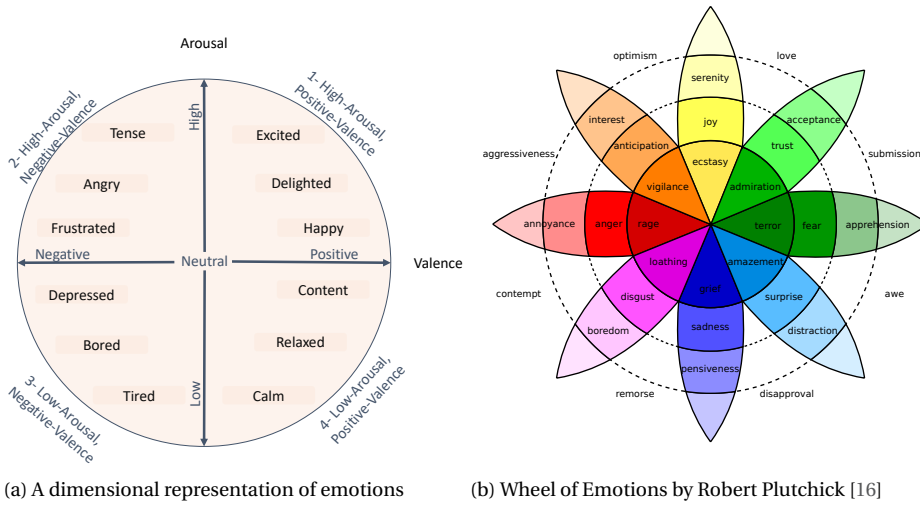 Arousal
1- High-Arousal,
Positive-Valence
2- High-Arousal,
Negative-Valence
High
Tense
Excited
Angry
Delighted
Frustrated
Happy
Negative
Neutral
Positive
Valence
Depressed
Content
Bored
Relaxed
Tired
Calm
Low
3- Low-Arousal,
Negative-Valence
4- Low-Arousal,
Positive-Valence
(a) A dimensional representation of emotions
optimism
love
serenity
interest
acceptance
joy
anticipation
trust
aggressiveness
submission
ecstasy
vigilance
admiration
annoyance
anger
rage
terror
fear
apprehension
loathing
amazement
grief
contempt
disgust
surprise
awe
boredom
sadness
distraction
pensiveness
remorse
disapproval
(b) Wheel of Emotions by Robert Plutchick [16]